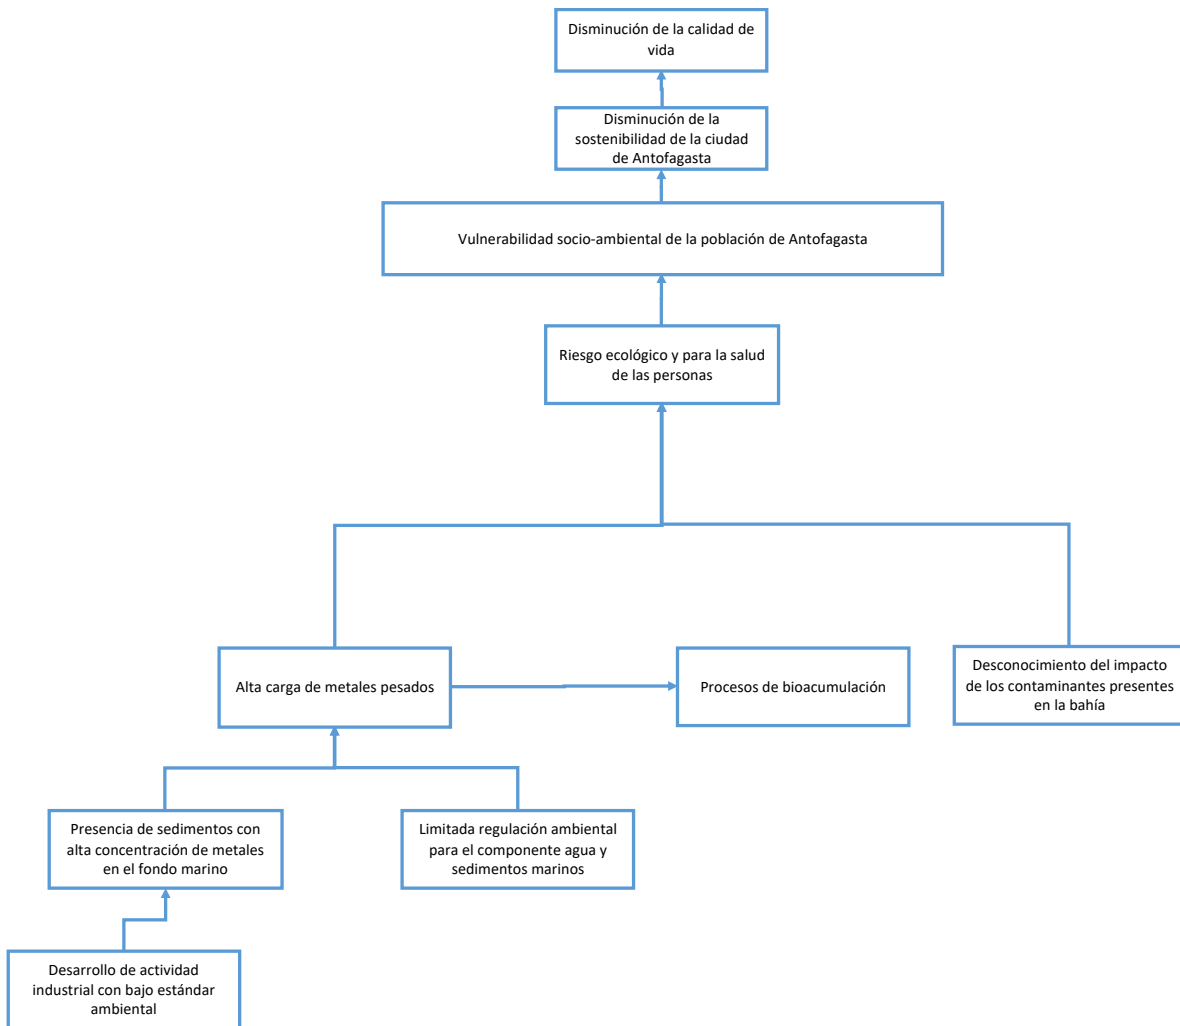 Disminución de la calidad de
vida
Disminución de la
sostenibilidad de la ciudad
de Antofagasta
Vulnerabilidad socio-ambiental de la población de Antofagasta
Riesgo ecológico y para la salud
de las personas
Alta carga de metales pesados
Procesos de bioacumulación
Desconocimiento del impacto
de los contaminantes presentes
en la bahía
Presencia de sedimentos con
alta concentración de metales
en el fondo marino
Limitada regulación ambiental
para el componente agua y
sedimentos marinos
Desarrollo de actividad
industrial con bajo estándar
ambiental